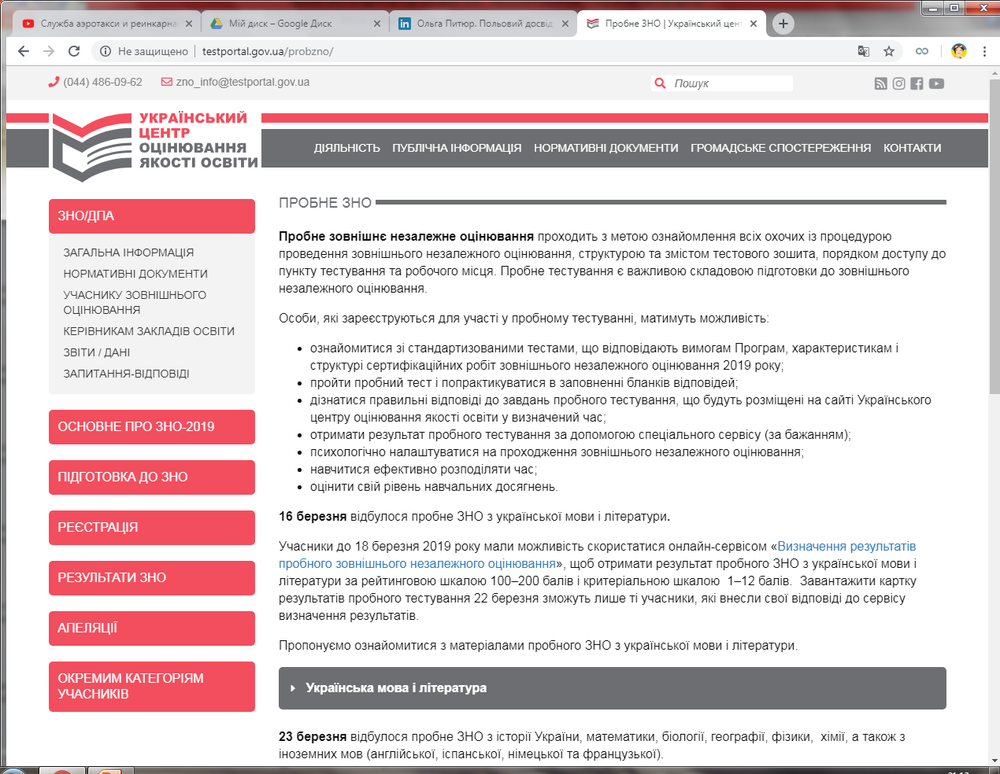 Служба аэротакси и реинкарна
Мій диск – Google Диск
Ольга Питюр. Польовий досвід
Пробне ЗНО | Український цент
Не защищено
testportal.gov.ua/probzno/
(044) 486-09-62
zno_info@testportal.gov.ua
Пошук
УКРАЇНСЬКИЙ
ЦЕНТР
ОЦІНЮВАННЯ
ЯКОСТІ ОСВІТИ
ДІЯЛЬНІСТЬ ПУБЛІЧНА ІНФОРМАЦІЯ НОРМАТИВНІ ДОКУМЕНТИ ГРОМАДСЬКЕ СПОСТЕРЕЖЕННЯ КОНТАКТИ
ЗНО/ДПА
ЗАГАЛЬНА ІНФОРМАЦІЯ
НОРМАТИВНІ ДОКУМЕНТИ
УЧАСНИКУ ЗОВНІШНЬОГО
ОЦІНЮВАННЯ
КЕРІВНИКАМ ЗАКЛАДІВ ОСВІТИ
ЗВІТИ / ДАНІ
ЗАПИТАННЯ-ВІДПОВІДІ
ОСНОВНЕ ПРО ЗНО-2019
ПІДГОТОВКА ДО ЗНО
РЕЄСТРАЦІЯ
РЕЗУЛЬТАТИ ЗНО
АПЕЛЯЦІЇ
ОКРЕМИМ КАТЕГОРІЯМ
УЧАСНИКІВ
ПРОБНЕ ЗНО
Пробне зовнішнє незалежне оцінювання проходить з метою ознайомлення всіх охочих із процедурою
проведення зовнішнього незалежного оцінювання, структурою та змістом тестового зошита, порядком доступу до
пункту тестування та робочого місця. Пробне тестування є важливою складовою підготовки до зовнішнього
незалежного оцінювання.
Особи, які зареєструються для участі у пробному тестуванні, матимуть можливість:
• ознайомитися зі стандартизованими тестами, що відповідають вимогам Програм, характеристикам і
структурі сертифікаційних робіт зовнішнього незалежного оцінювання 2019 року;
• пройти пробний тест і попрактикуватися в заповненні бланків відповідей;
• дізнатися правильні відповіді до завдань пробного тестування, що будуть розміщені на сайті Українського
центру оцінювання якості освіти у визначений час;
• отримати результат пробного тестування за допомогою спеціального сервісу (за бажанням);
• психологічно налаштуватися на проходження зовнішнього незалежного оцінювання;
• навчитися ефективно розподіляти час;
• оцінити свій рівень навчальних досягнень.
16 березня відбулося пробне ЗНО з української мови і літератури.
Учасники до 18 березня 2019 року мали можливість скористатися онлайн-сервісом «Визначення результатів
пробного зовнішнього незалежного оцінювання», щоб отримати результат пробного ЗНО з української мови і
літератури за рейтинговою шкалою 100–200 балів і критеріальною шкалою 1–12 балів. Завантажити картку
результатів пробного тестування 22 березня зможуть лише ті учасники, які внесли свої відповіді до сервісу
визначення результатів.
Пропонуємо ознайомитися з матеріалами пробного ЗНО з української мови і літератури.
Українська мова і література
23 березня відбулося пробне ЗНО з історії України, математики, біології, географії, фізики, хімії, а також з
іноземних мов (англійської, іспанської, німецької та французької).